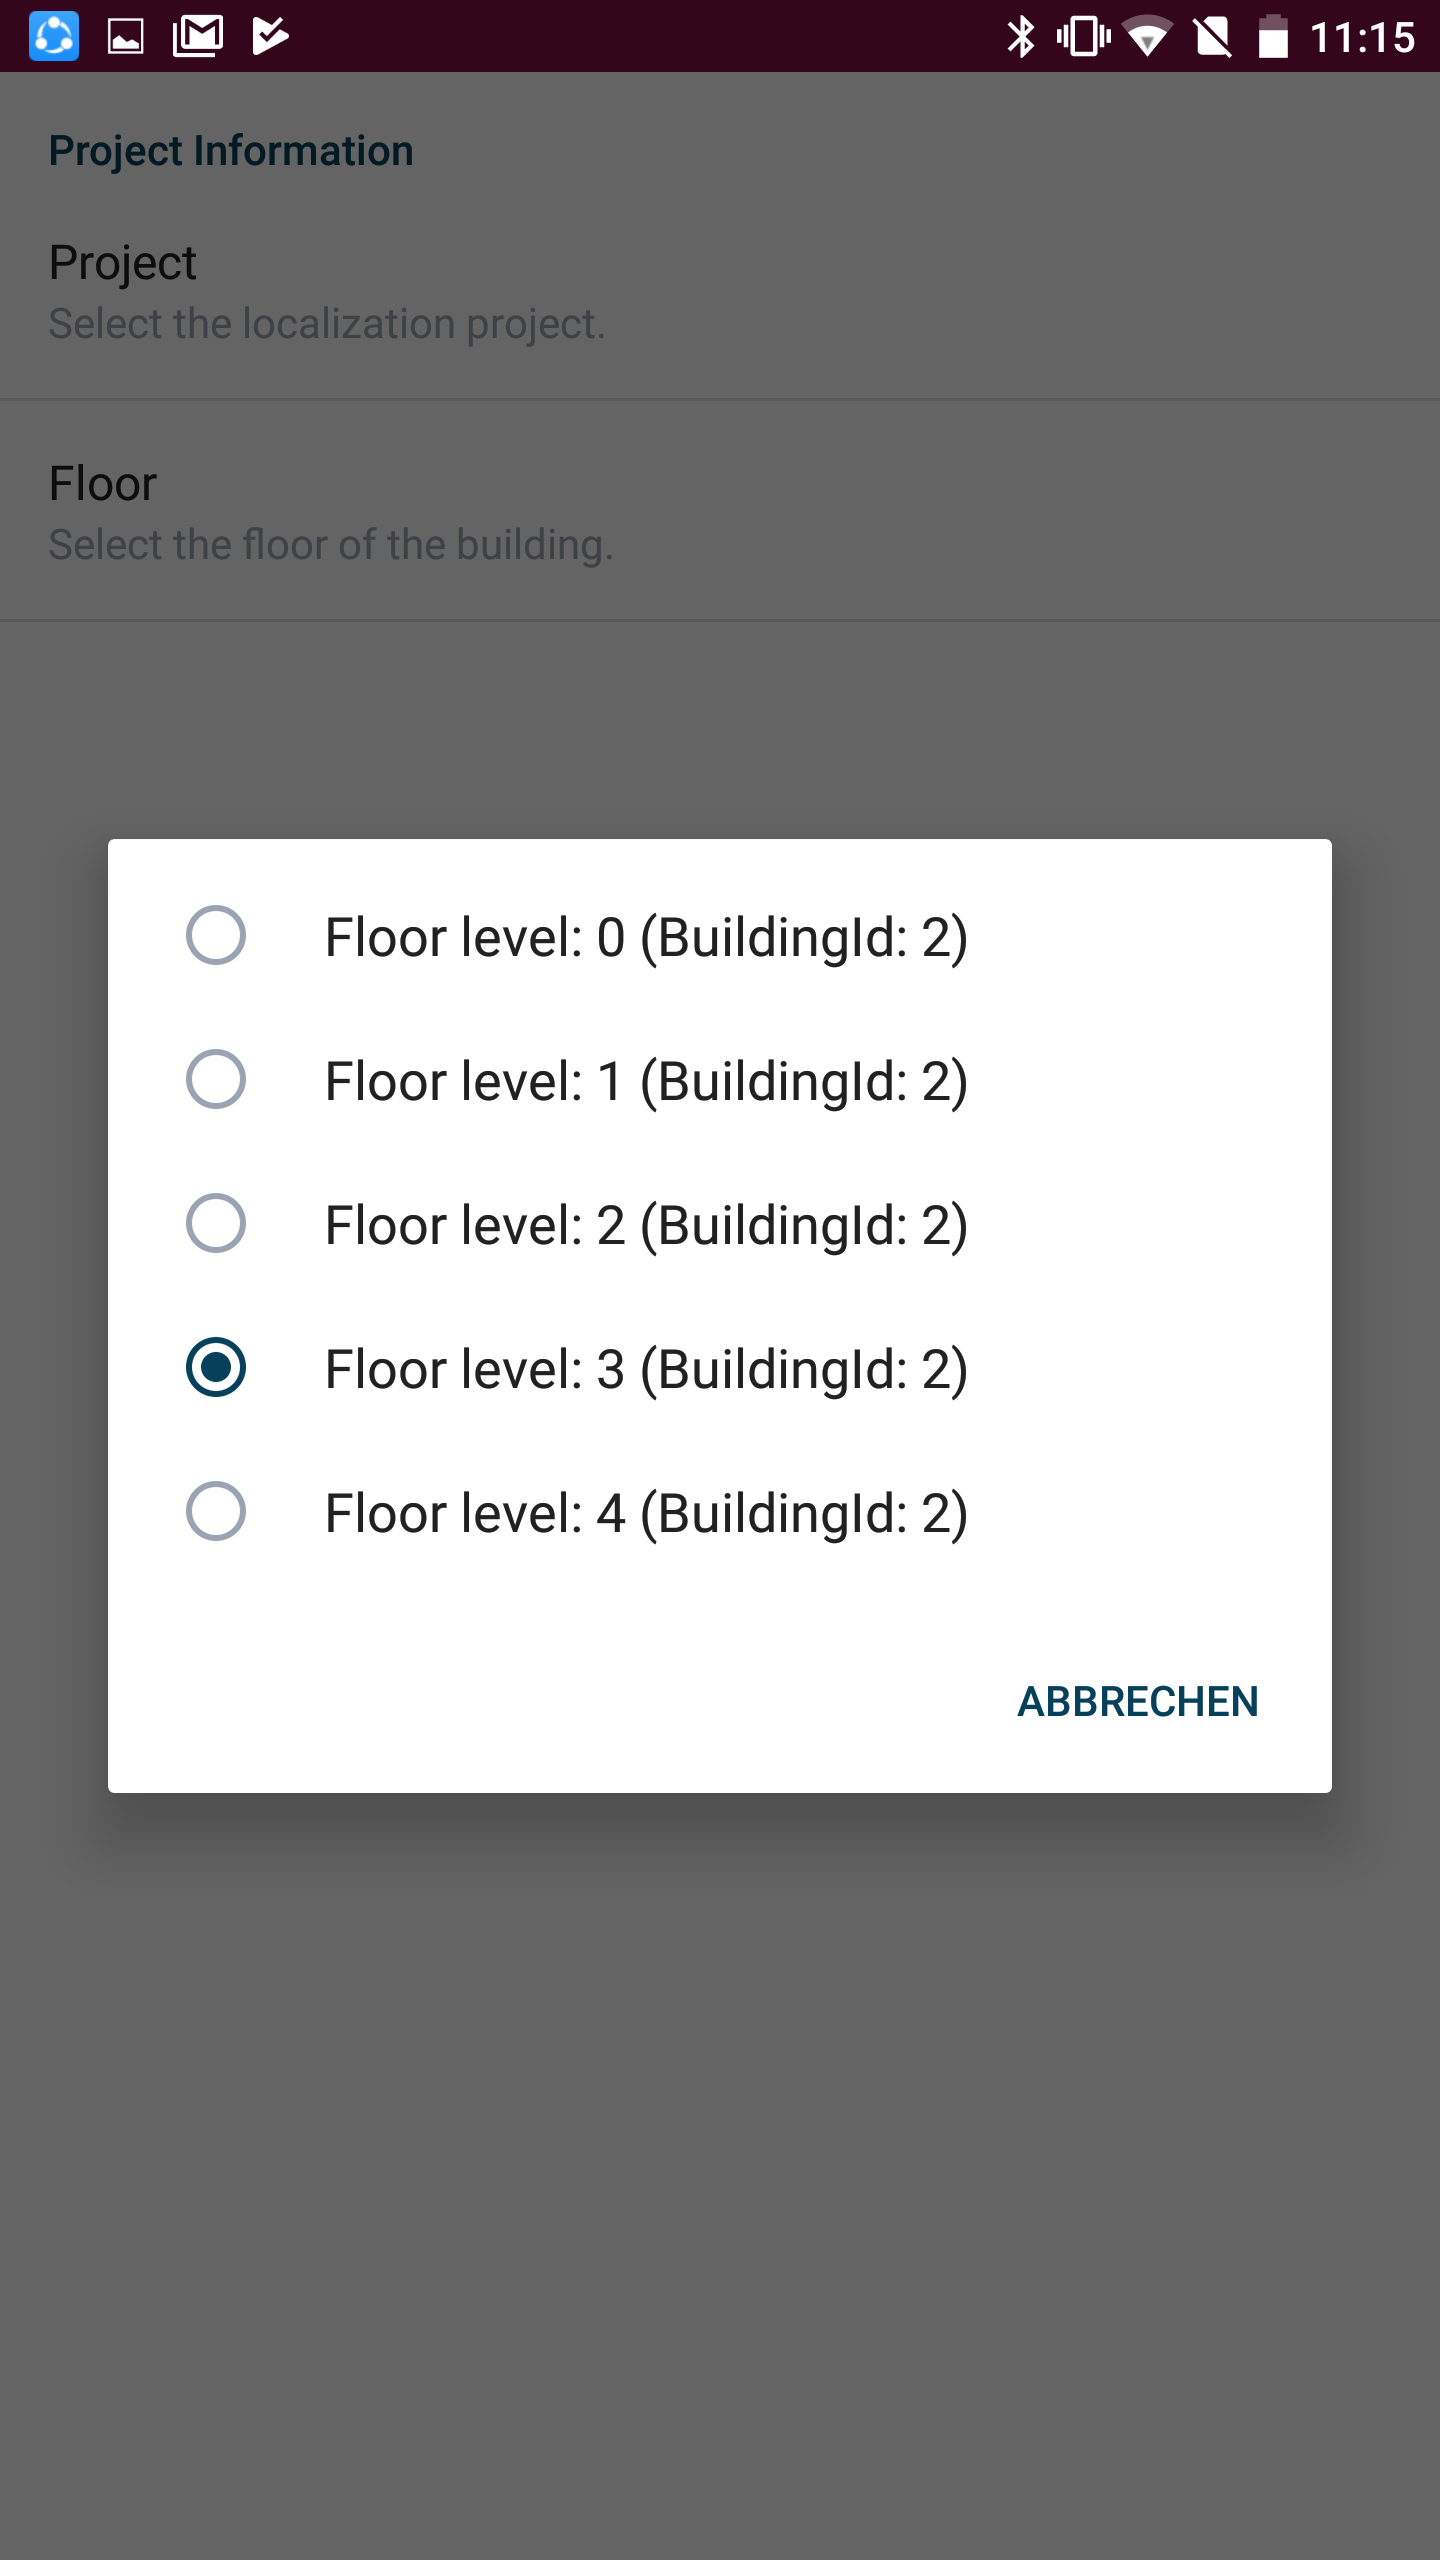 11:15
Project Information
Project
Select the localization project.
Floor
Select the floor of the building.
Floor level: 0 (BuildingId: 2)
Floor level: 1 (BuildingId: 2)
Floor level: 2 (BuildingId: 2)
Floor level: 3 (BuildingId: 2)
Floor level: 4 (BuildingId: 2)
ABBRECHEN